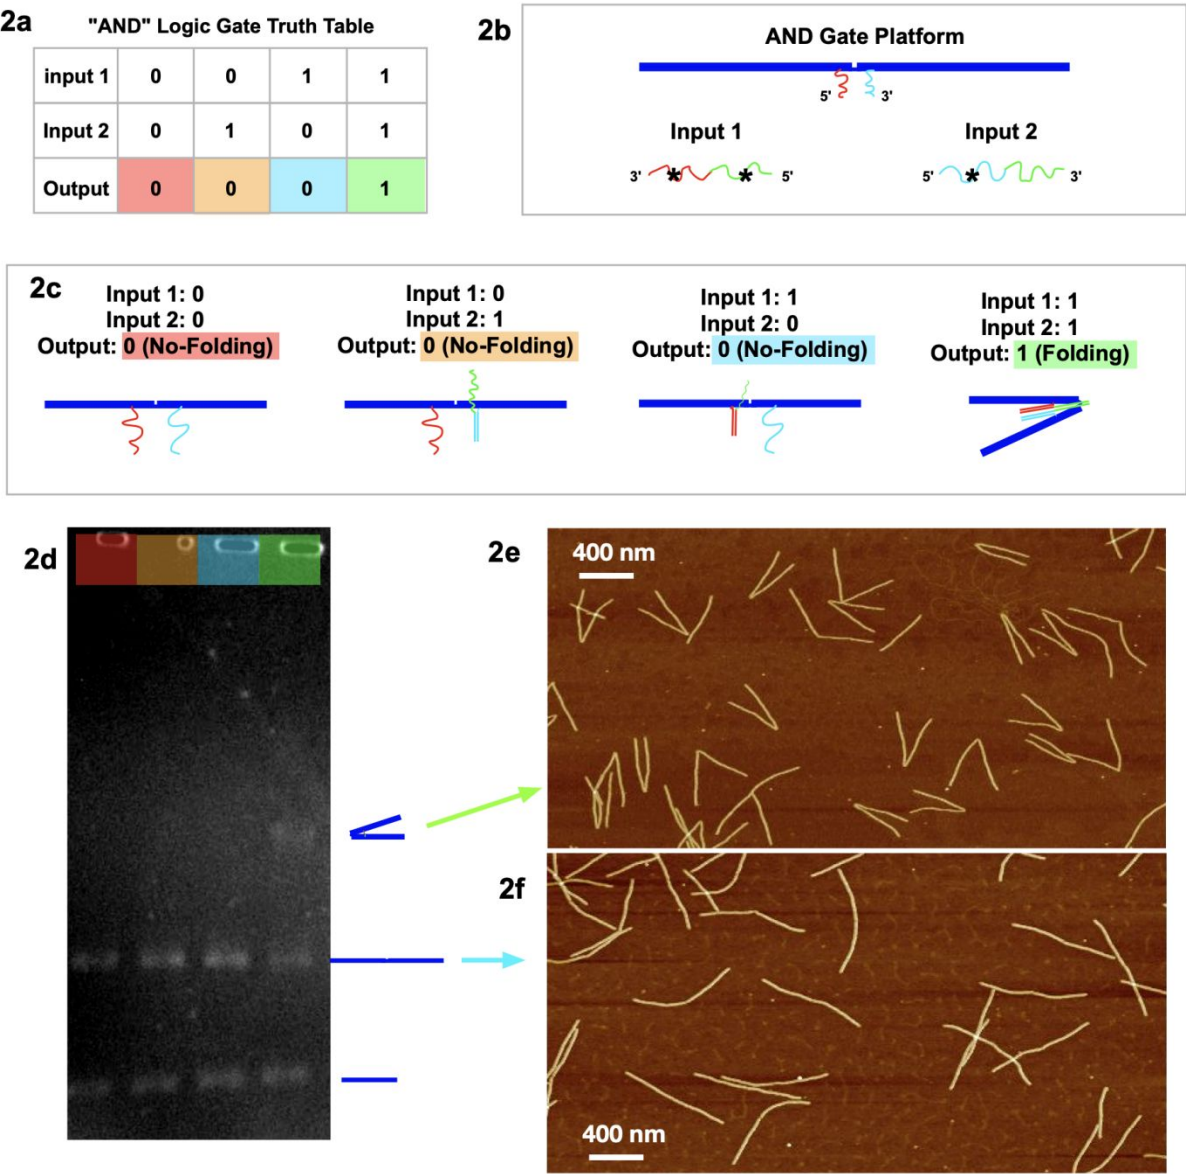 2a
"AND" Logic Gate Truth Table
input 1 0 0 1 1
Input 2 0 1 0 1
Output 0 0 0 1
2b
AND Gate Platform
5' 3'
Input 1 Input 2
3' * * 5' 5' * 3'
2c
Input 1: 0
Input 2: 0
Output: 0 (No-Folding)
Input 1: 0
Input 2: 1
Output: 0 (No-Folding)
Input 1: 1
Input 2: 0
Output: 0 (No-Folding)
Input 1: 1
Input 2: 1
Output: 1 (Folding)
2d
2e
400 nm
2f
400 nm